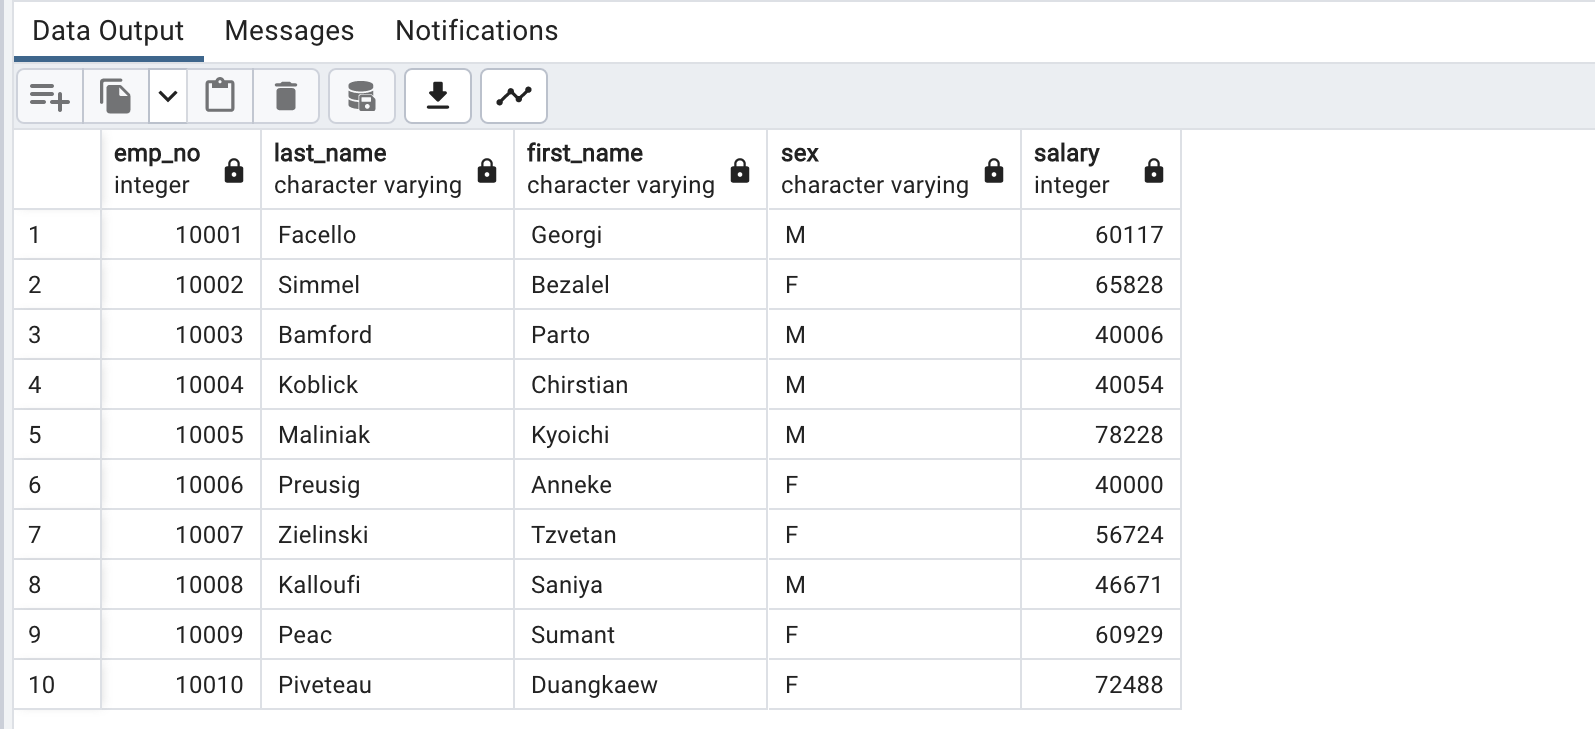 Data Output Messages Notifications
emp_no last_name first_name sex salary
integer character varying character varying character varying integer
1 10001 Facello Georgi M 60117
2 10002 Simmel Bezalel F 65828
3 10003 Bamford Parto M 40006
4 10004 Koblick Chirstian M 40054
5 10005 Maliniak Kyoichi M 78228
6 10006 Preusig Anneke F 40000
7 10007 Zielinski Tzvetan F 56724
8 10008 Kalloufi Saniya M 46671
9 10009 Peac Sumant F 60929
10 10010 Piveteau Duangkaew F 72488